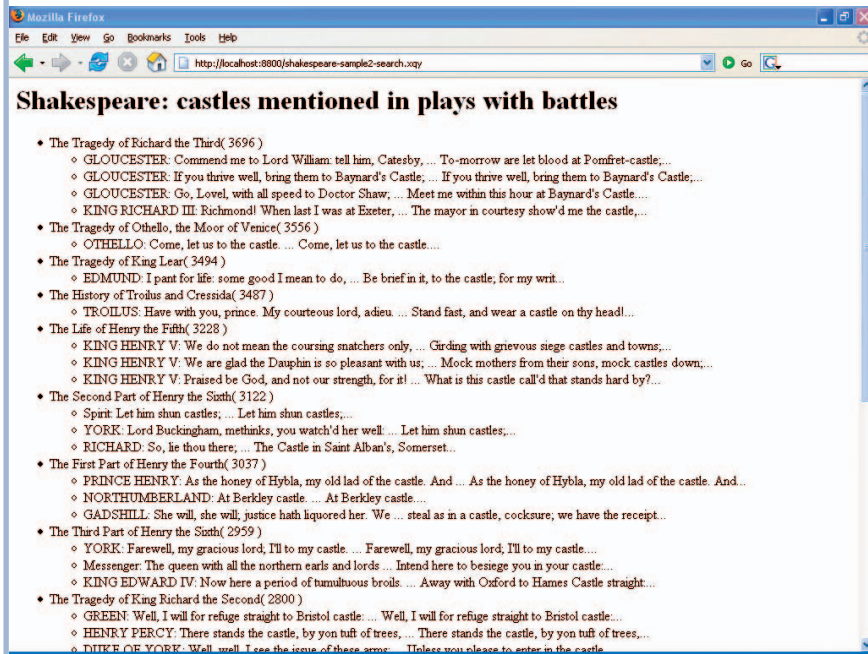 Mozilla Firefox
File Edit View Go Bookmarks Tools Help
http://localhost:8800/shakespeare-sample2-search.xqy Go G
Shakespeare: castles mentioned in plays with battles
The Tragedy of Richard the Third( 3696 )
GLOUCESTER: Commend me to Lord William: tell him, Catesby, ... To-morrow are let blood at Pomfret-castle;...
GLOUCESTER: If you thrive well, bring them to Baynard's Castle; ... If you thrive well, bring them to Baynard's Castle;...
GLOUCESTER: Go, Lovel, with all speed to Doctor Shaw; ... Meet me within this hour at Baynard's Castle....
KING RICHARD III: Richmond! When last I was at Exeter, ... The mayor in courtesy show'd me the castle,...
The Tragedy of Othello, the Moor of Venice( 3556 )
OTHELLO: Come, let us to the castle. ... Come, let us to the castle....
The Tragedy of King Lear( 3494 )
EDMUND: I pant for life: some good I mean to do, ... Be brief in it, to the castle; for my writ...
The History of Troilus and Cressida( 3487 )
TROILUS: Have with you, prince. My courteous lord, adieu. ... Stand fast, and wear a castle on thy head!...
The Life of Henry the Fifth( 3228 )
KING HENRY V: We do not mean the coursing snatchers only, ... Girding with grievous siege castles and towns;...
KING HENRY V: We are glad the Dauphin is so pleasant with us; ... Mock mothers from their sons, mock castles down;...
KING HENRY V: Praised be God, and not our strength, for it! ... What is this castle call'd that stands hard by?...
The Second Part of Henry the Sixth( 3122 )
Spirit: Let him shun castles; ... Let him shun castles;...
YORK: Lord Buckingham, methinks, you watch'd her well: ... Let him shun castles;...
RICHARD: So, lie thou there; ... The Castle in Saint Alban's, Somerset...
The First Part of Henry the Fourth( 3037 )
PRINCE HENRY: As the honey of Hybla, my old lad of the castle. And ... As the honey of Hybla, my old lad of the castle. And...
NORTHUMBERLAND: At Berkley castle. ... At Berkley castle....
GADSHILL: She will, she will; justice hath liquored her. We ... steal as in a castle, cocksure; we have the receipt...
The Third Part of Henry the Sixth( 2959 )
YORK: Farewell, my gracious lord; I'll to my castle. ... Farewell, my gracious lord; I'll to my castle....
Messenger: The queen with all the northern earls and lords ... Intend here to besiege you in your castle:...
KING EDWARD IV: Now here a period of tumultuous broils. ... Away with Oxford to Hames Castle straight:...
The Tragedy of King Richard the Second( 2800 )
GREEN: Well, I will for refuge straight to Bristol castle: ... Well, I will for refuge straight to Bristol castle:...
HENRY PERCY: There stands the castle, by yon tuft of trees, ... There stands the castle, by yon tuft of trees,...
DUKE OF YORK: Well, well, I see the issue of these arms: ... Unless you please to enter in the castle